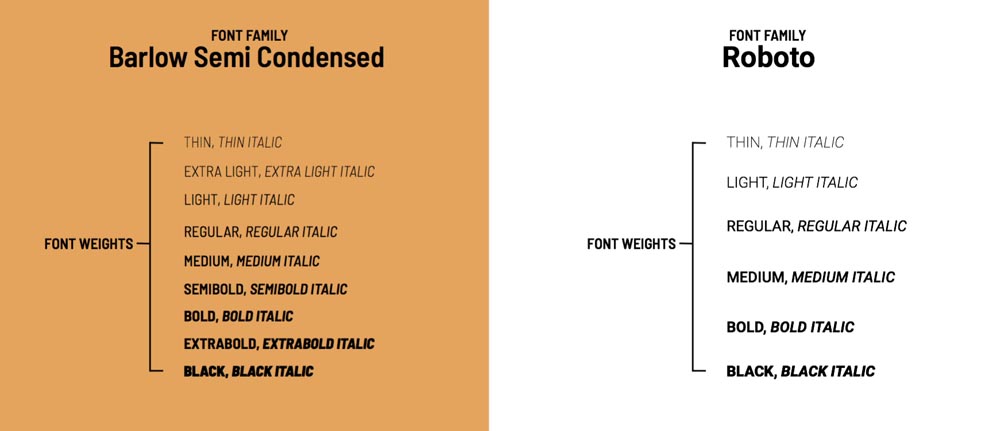 FONT FAMILY
Barlow Semi Condensed
THIN, THIN ITALIC
EXTRA LIGHT, EXTRA LIGHT ITALIC
LIGHT, LIGHT ITALIC
REGULAR, REGULAR ITALIC
FONT WEIGHTS
MEDIUM, MEDIUM ITALIC
SEMIBOLD, SEMIBOLD ITALIC
BOLD, BOLD ITALIC
EXTRABOLD, EXTRABOLD ITALIC
BLACK, BLACK ITALIC
FONT FAMILY
Roboto
THIN, THIN ITALIC
LIGHT, LIGHT ITALIC
REGULAR, REGULAR ITALIC
FONT WEIGHTS
MEDIUM, MEDIUM ITALIC
BOLD, BOLD ITALIC
BLACK, BLACK ITALIC